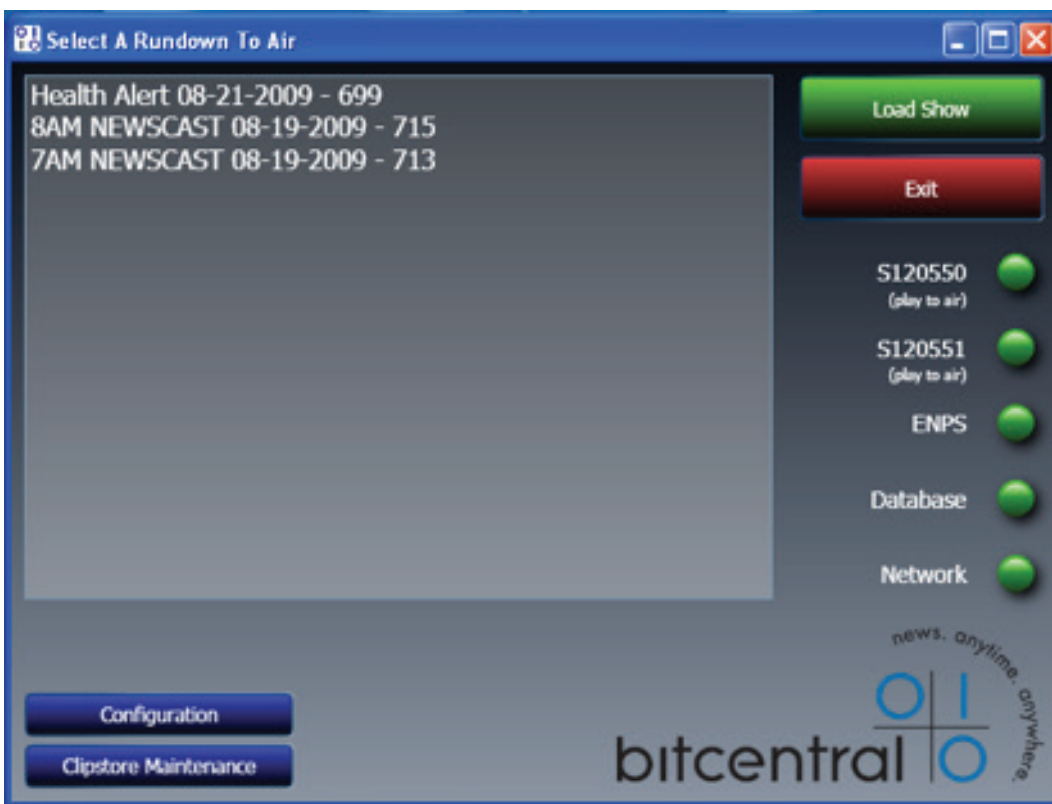 Select A Rundown To Air
Health Alert 08-21-2009 - 699
8AM NEWSCAST 08-19-2009 - 715
7AM NEWSCAST 08-19-2009 - 713
Load Show
Exit
S120550
(play to air)
S120551
(play to air)
ENPS
Database
Network
Configuration
Clipstore Maintenance
news. anytime. anywhere.
bitcentral